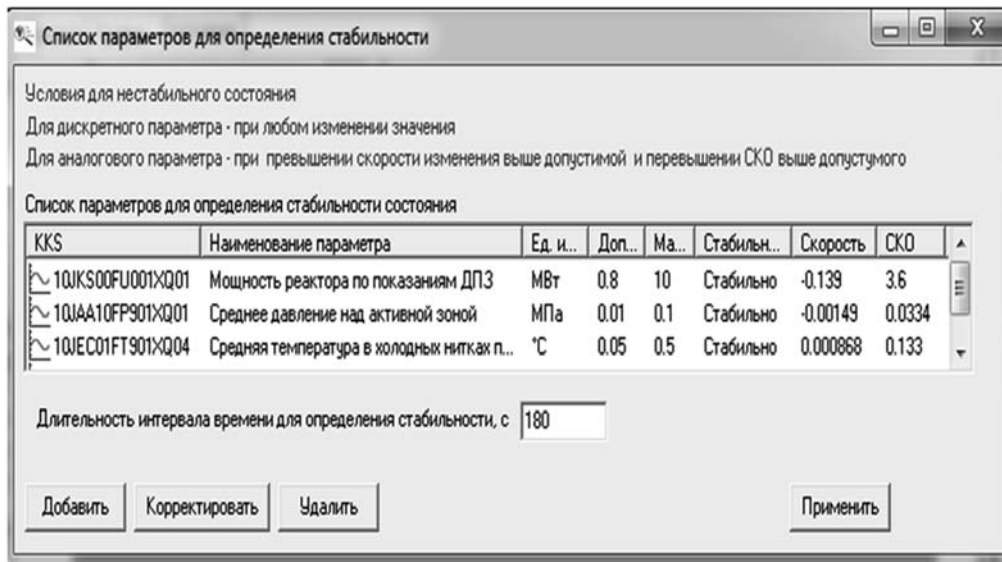 Список параметров для определения стабильности
Условия для нестабильного состояния
Для дискретного параметра - при любом изменении значения
Для аналогового параметра - при превышении скорости изменения выше допустимой и перевышении СКО выше допустумого
Список параметров для определения стабильности состояния
KKS Наименование параметра Ед. и... Доп... Ма... Стабильн... Скорость СКО
10JKS00FU001XQ01 Мощность реактора по показаниям ДПЗ МВт 0.8 10 Стабильно -0.139 3.6
10JAA10FP901XQ01 Среднее давление над активной зоной МПа 0.01 0.1 Стабильно -0.00149 0.0334
10JEC01FT901XQ04 Средняя температура в холодных нитках п... °С 0.05 0.5 Стабильно 0.000868 0.133
Длительность интервала времени для определения стабильности, с 180
Добавить Корректировать Удалить Применить